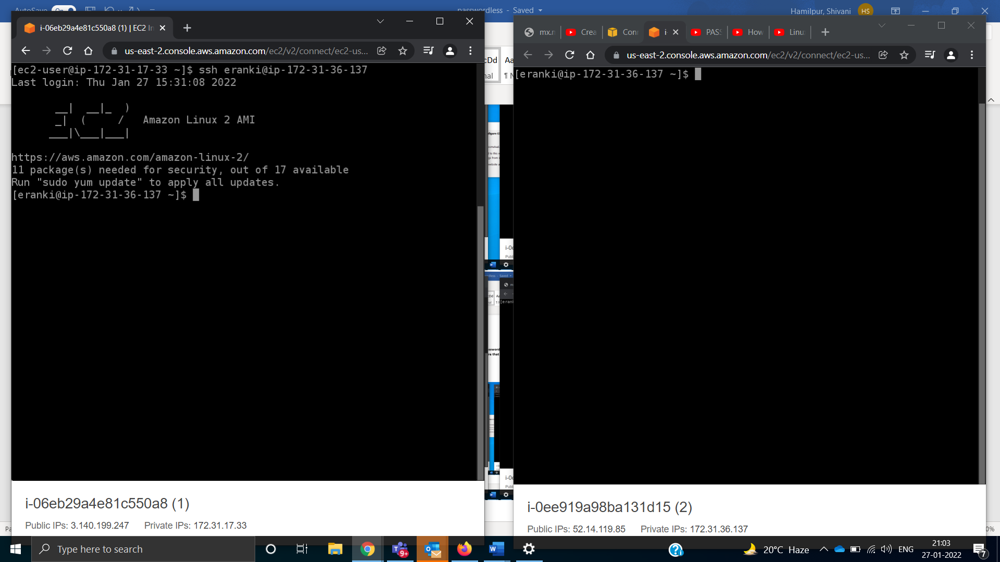 AutoSave On
passwordless - Saved
Hamilpur, Shivani
HS
i-06eb29a4e81c550a8 (1) | EC2 In
us-east-2.console.aws.amazon.com/ec2/v2/connect/ec2-us...
[ec2-user@ip-172-31-17-33 ~]$ ssh eranki@ip-172-31-36-137
Last login: Thu Jan 27 15:31:08 2022
__|  __|_  )
_|  (     /   Amazon Linux 2 AMI
___|\___|___|
https://aws.amazon.com/amazon-linux-2/
11 package(s) needed for security, out of 17 available
Run "sudo yum update" to apply all updates.
[eranki@ip-172-31-36-137 ~]$
i-06eb29a4e81c550a8 (1)
Public IPs: 3.140.199.247 Private IPs: 172.31.17.33
mx.n
Crea
Conn
i-
PASS
How
Linux
us-east-2.console.aws.amazon.com/ec2/v2/connect/ec2-us...
[eranki@ip-172-31-36-137 ~]$
i-0ee919a98ba131d15 (2)
Public IPs: 52.14.119.85 Private IPs: 172.31.36.137
Type here to search
9+
20°C Haze
ENG
21:03
27-01-2022
7